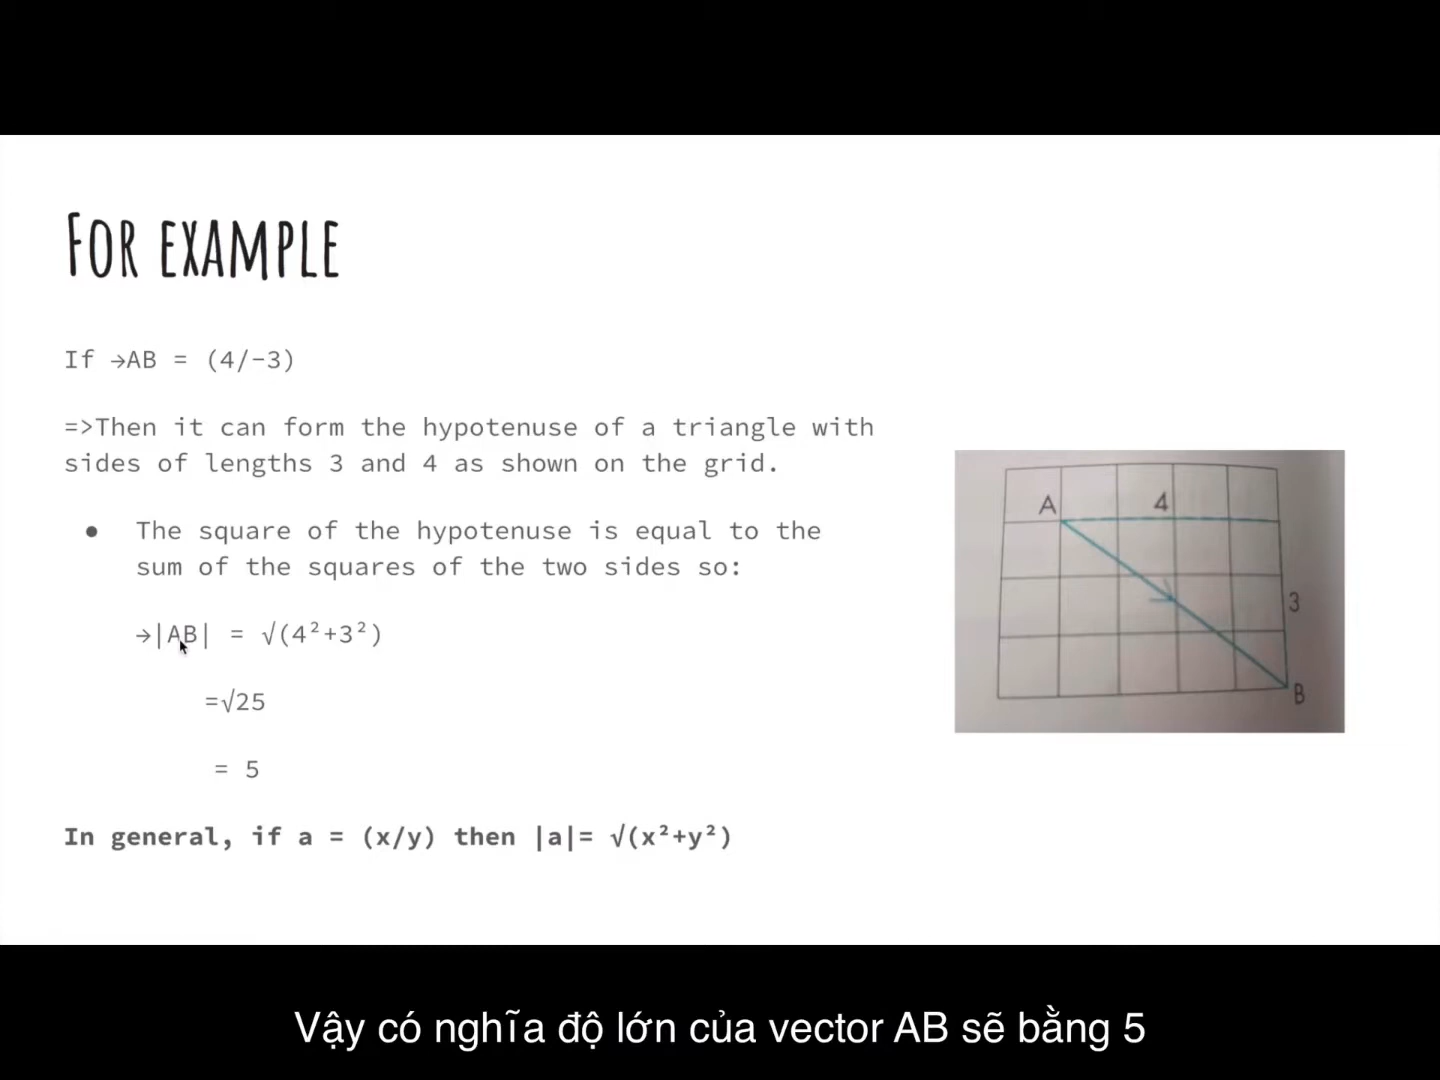 FOR EXAMPLE
If →AB = (4/-3)
=>Then it can form the hypotenuse of a triangle with
sides of lengths 3 and 4 as shown on the grid.
● The square of the hypotenuse is equal to the
sum of the squares of the two sides so:
→|AB| = √(4²+3²)
=√25
= 5
In general, if a = (x/y) then |a|= √(x²+y²)
A
4
3
B
Vậy có nghĩa độ lớn của vector AB sẽ bằng 5